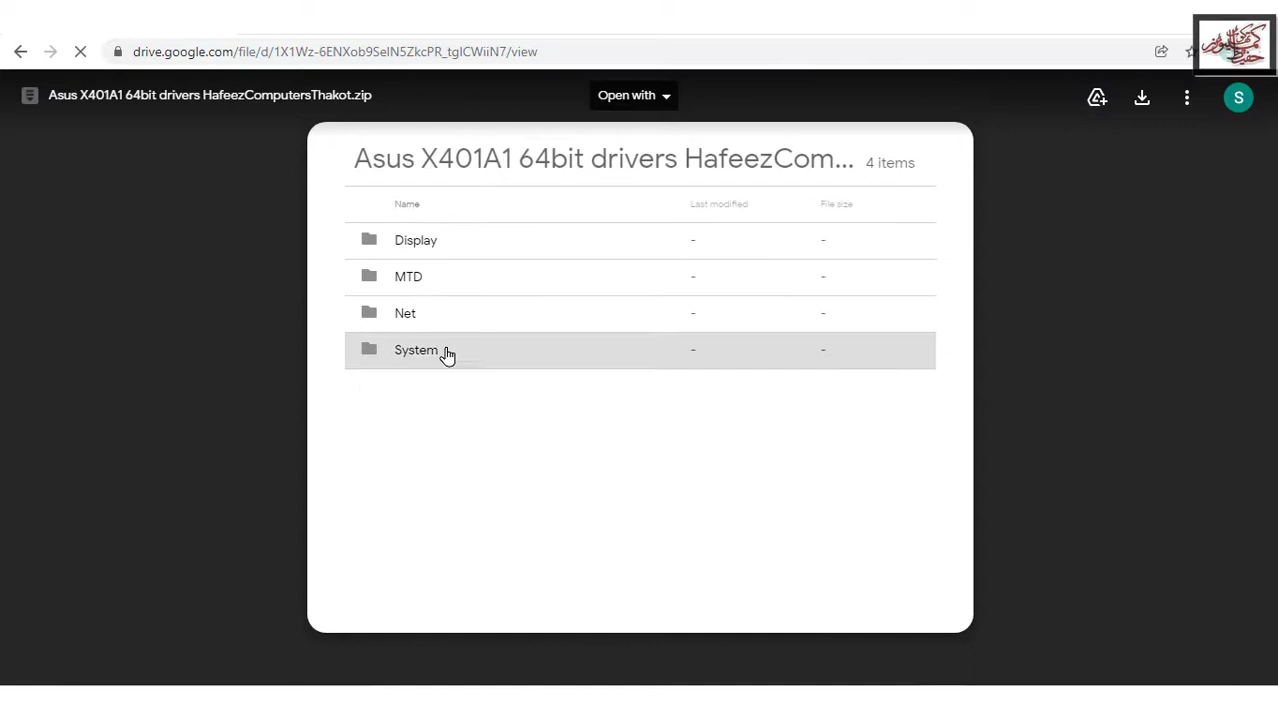 drive.google.com/file/d/1X1Wz-6ENXob9SelN5ZkcPR_tgICWiiN7/view
Asus X401A1 64bit drivers HafeezComputersThakot.zip
Open with
S
Asus X401A1 64bit drivers HafeezCom... 4 items
Name Last modified File size
Display - -
MTD - -
Net - -
System - -